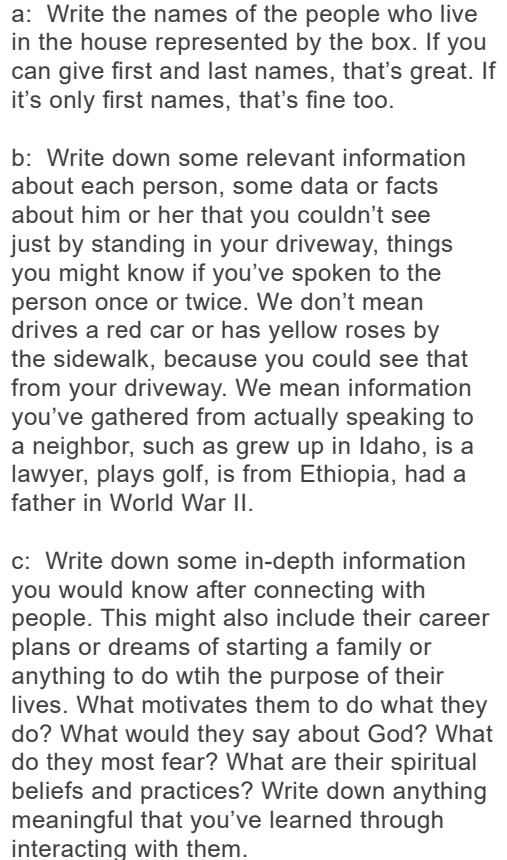 a:  Write the names of the people who live
in the house represented by the box. If you
can give first and last names, that’s great. If
it’s only first names, that’s fine too.
b:  Write down some relevant information
about each person, some data or facts
about him or her that you couldn’t see
just by standing in your driveway, things
you might know if you’ve spoken to the
person once or twice. We don’t mean
drives a red car or has yellow roses by
the sidewalk, because you could see that
from your driveway. We mean information
you’ve gathered from actually speaking to
a neighbor, such as grew up in Idaho, is a
lawyer, plays golf, is from Ethiopia, had a
father in World War II.
c:  Write down some in-depth information
you would know after connecting with
people. This might also include their career
plans or dreams of starting a family or
anything to do wtih the purpose of their
lives. What motivates them to do what they
do? What would they say about God? What
do they most fear? What are their spiritual
beliefs and practices? Write down anything
meaningful that you’ve learned through
interacting with them.